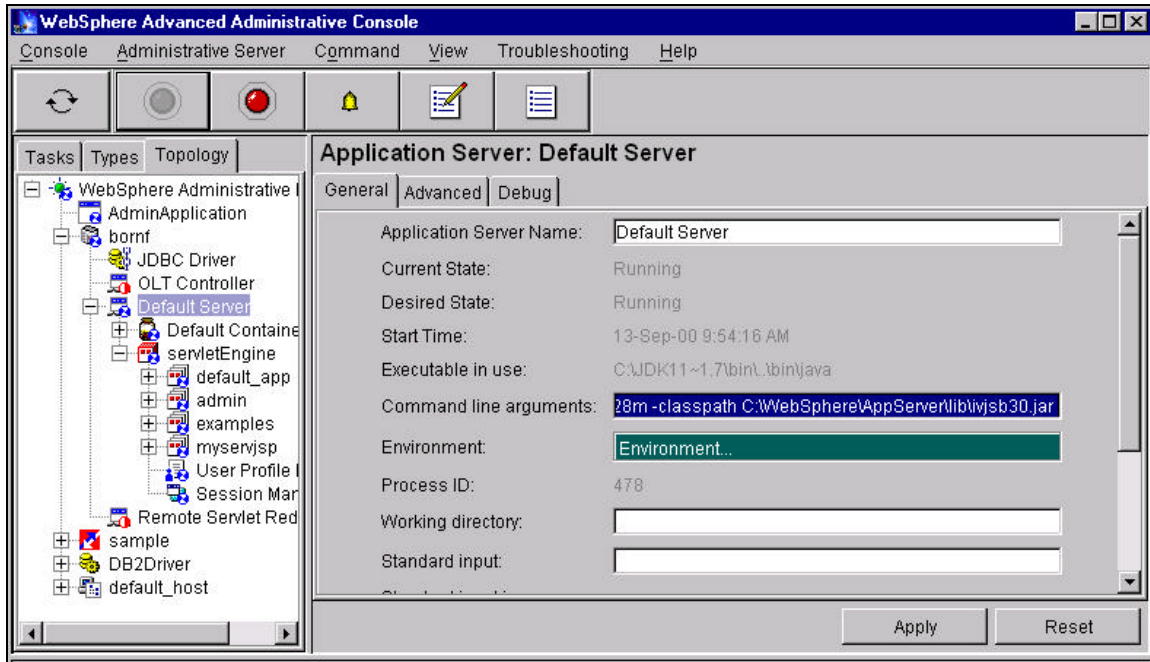 WebSphere Advanced Administrative Console
Console Administrative Server Command View Troubleshooting Help
Tasks Types Topology
WebSphere Administrative
AdminApplication
bornf
JDBC Driver
OLT Controller
Default Server
Default Containe
servletEngine
default_app
admin
examples
myservjsp
User Profile
Session Mar
Remote Servlet Red
sample
DB2Driver
default_host
Application Server: Default Server
General Advanced Debug
Application Server Name: Default Server
Current State: Running
Desired State: Running
Start Time: 13-Sep-00 9:54:16 AM
Executable in use: C:\JDK11~1.7\bin\..\bin\java
Command line arguments: 28m -classpath C:\WebSphere\AppServer\lib\ivjsb30.jar
Environment: Environment...
Process ID: 478
Working directory:
Standard input:
Apply Reset